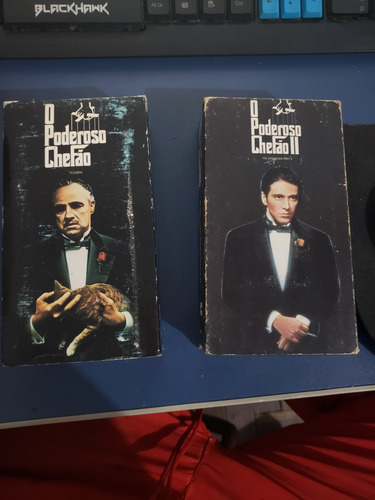 BLACKHAWK
O
Poderoso
Chefão
O
Poderoso
Chefão II